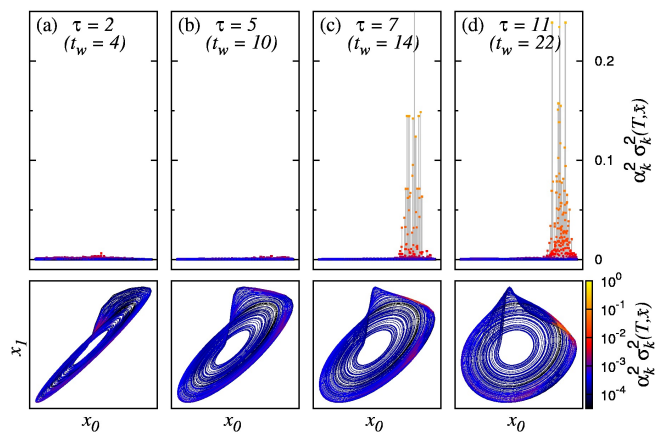 (a) τ = 2
(t_w = 4)
(b) τ = 5
(t_w = 10)
(c) τ = 7
(t_w = 14)
(d) τ = 11
(t_w = 22)
0.2
0.1
0
α_k^2 σ_k^2(T,x̃)
x_1
x_0
x_0
x_0
x_0
10^0
10^-1
10^-2
10^-3
10^-4
α_k^2 σ_k^2(T,x̃)